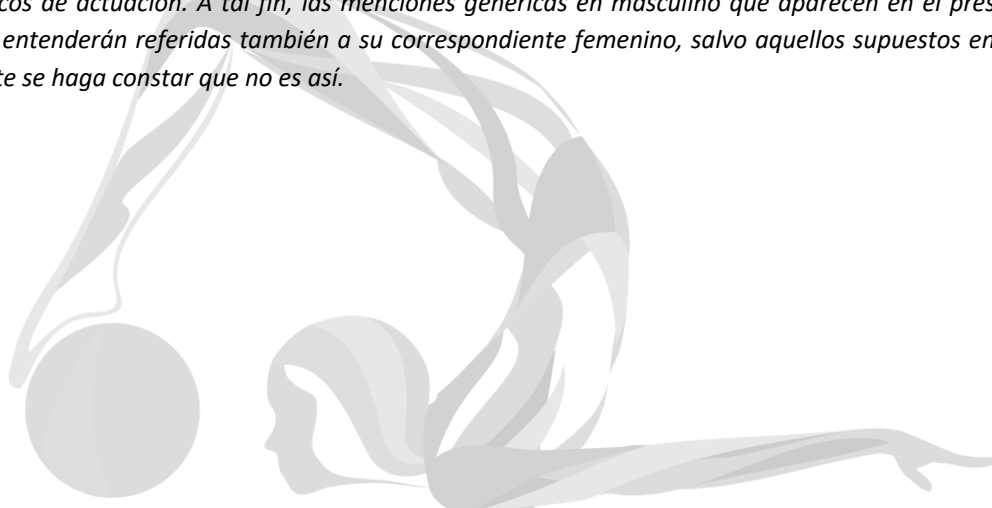 cos de actuación. A tal fin, las menciones genéricas en masculino que aparecen en el pres
entenderán referidas también a su correspondiente femenino, salvo aquellos supuestos en
te se haga constar que no es así.